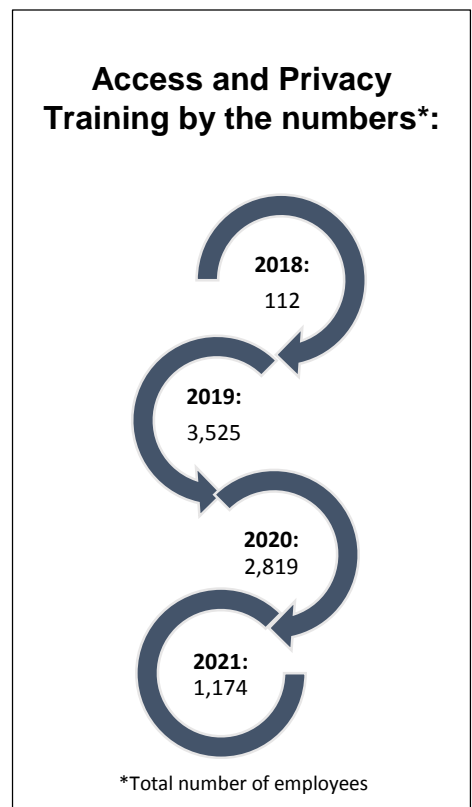 Access and Privacy
Training by the numbers*:
2018:
112
2019:
3,525
2020:
2,819
2021:
1,174
*Total number of employees